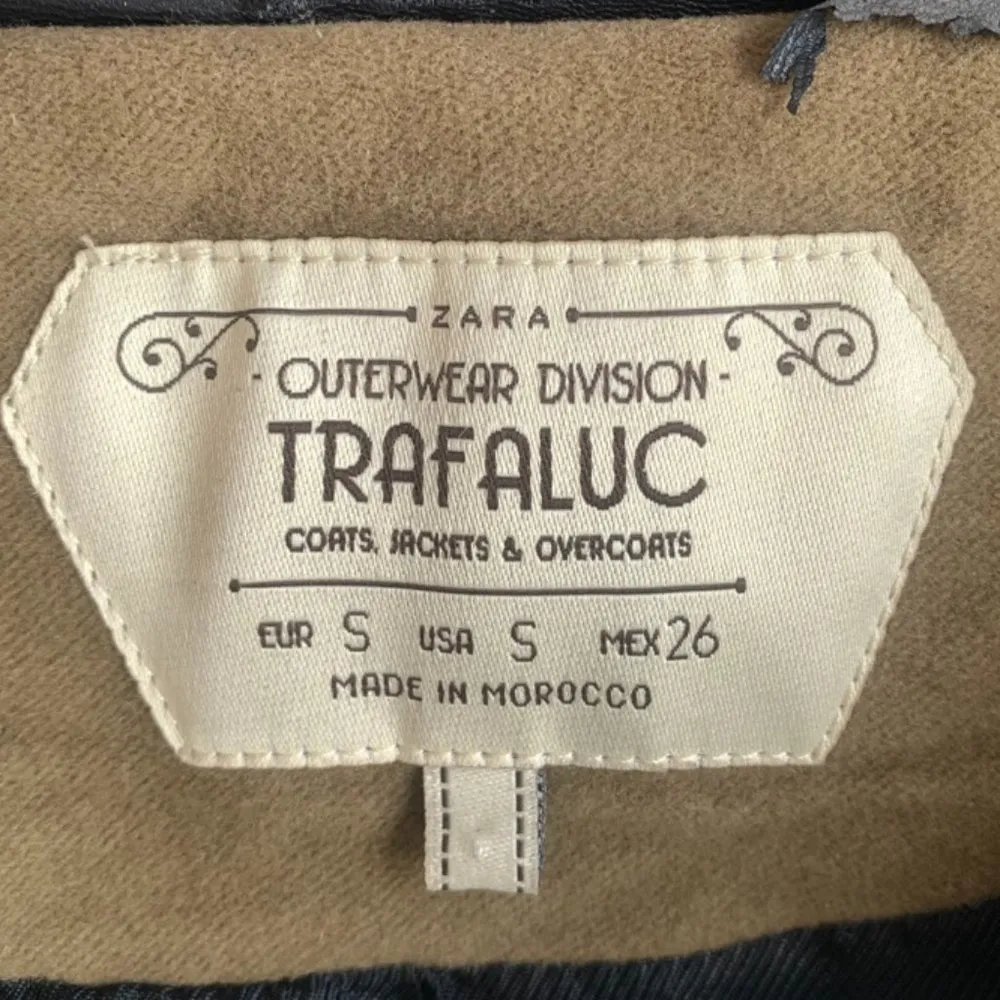 ZARA
- OUTERWEAR DIVISION -
TRAFALUC
COATS, JACKETS & OVERCOATS
EUR S USA S MEX 26
MADE IN MOROCCO